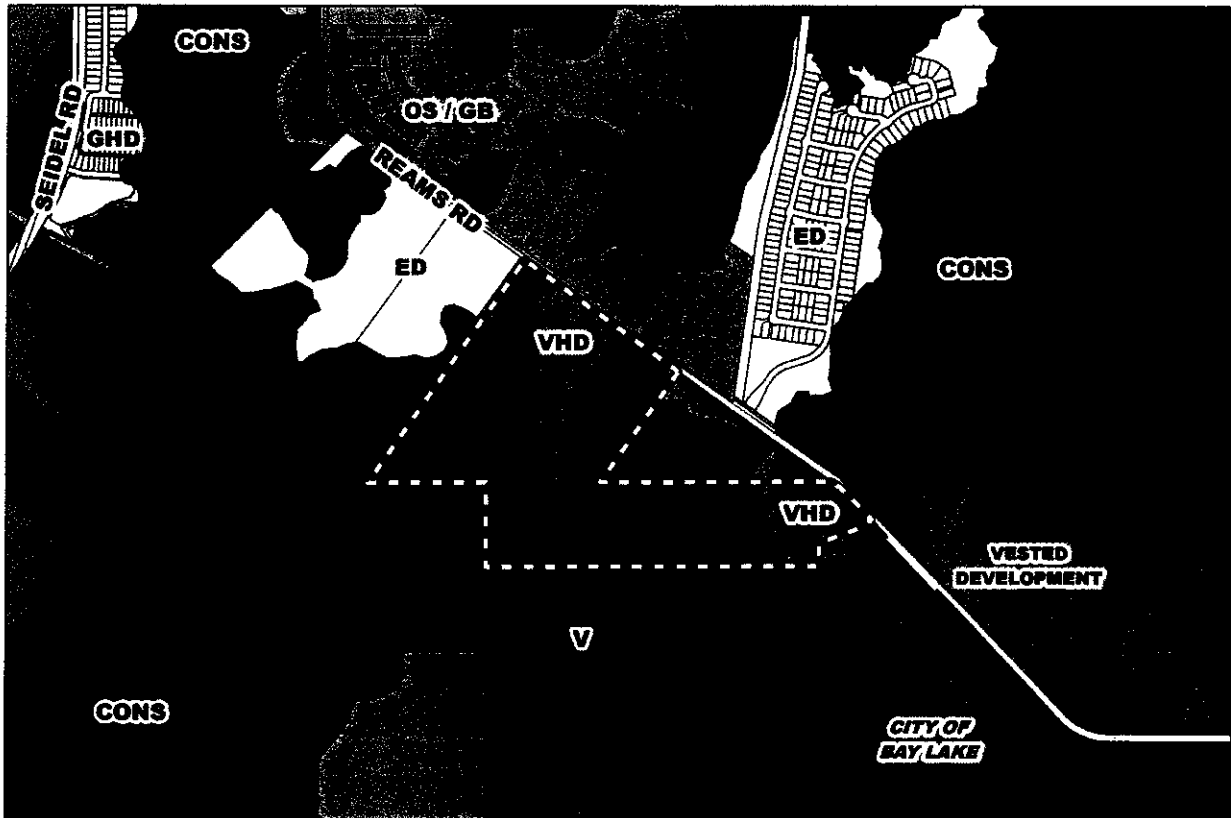 CONS
SEIDEL RD
GHD
OS / GB
REAMS RD
ED
ED
CONS
VHD
VHD
VESTED
DEVELOPMENT
V
CONS
CITY OF
BAY LAKE